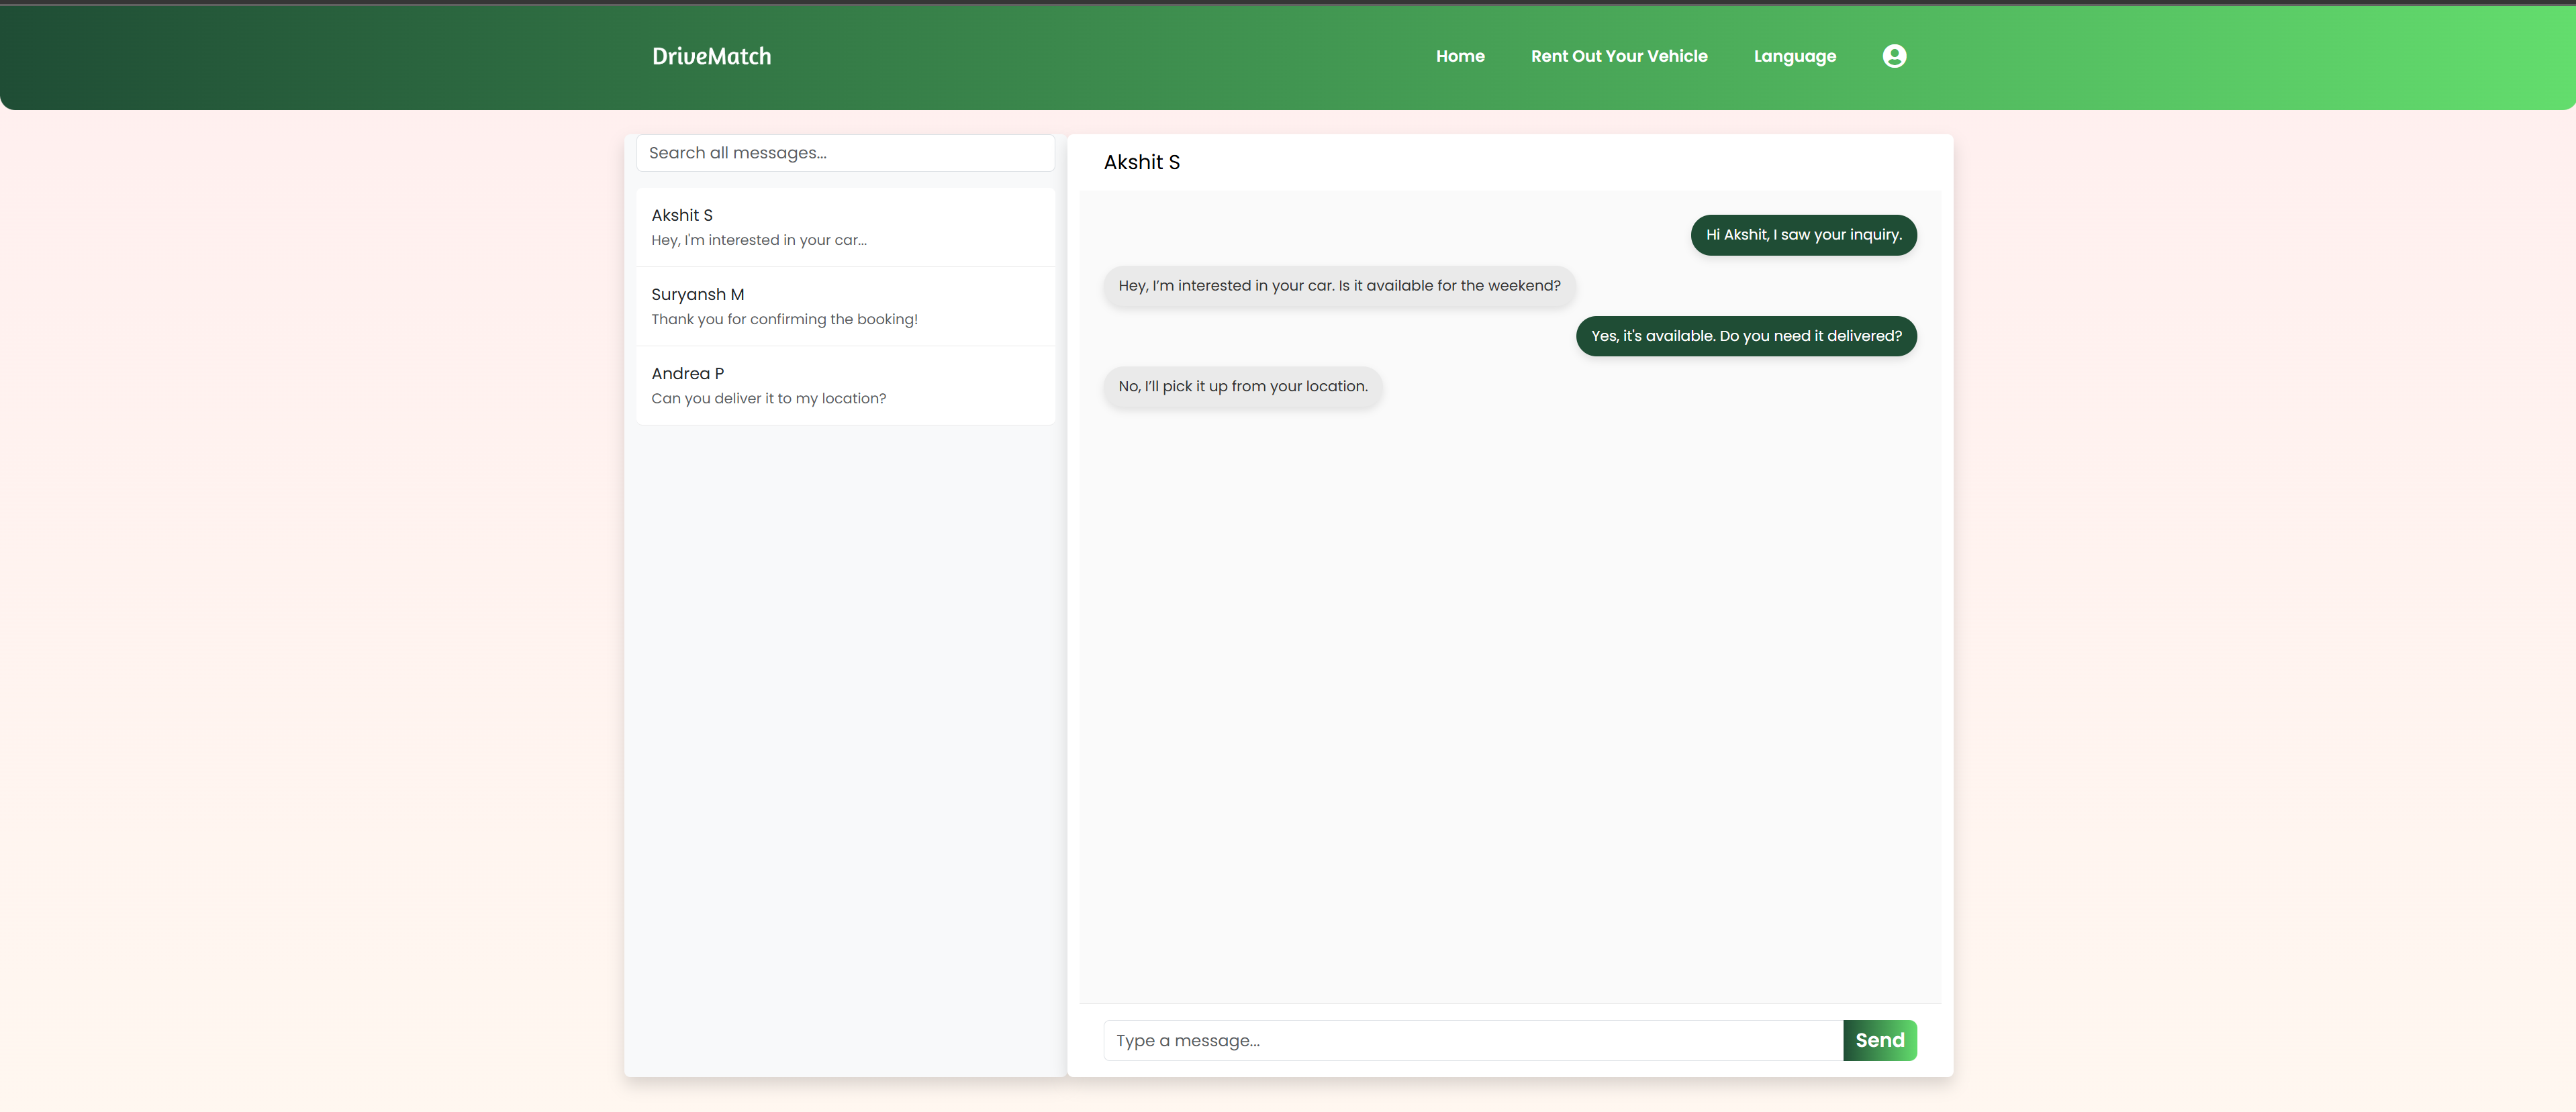 DriveMatch
Home
Rent Out Your Vehicle
Language
Search all messages...
Akshit S
Hey, I'm interested in your car...
Suryansh M
Thank you for confirming the booking!
Andrea P
Can you deliver it to my location?
Akshit S
Hi Akshit, I saw your inquiry.
Hey, I’m interested in your car. Is it available for the weekend?
Yes, it's available. Do you need it delivered?
No, I’ll pick it up from your location.
Type a message...
Send